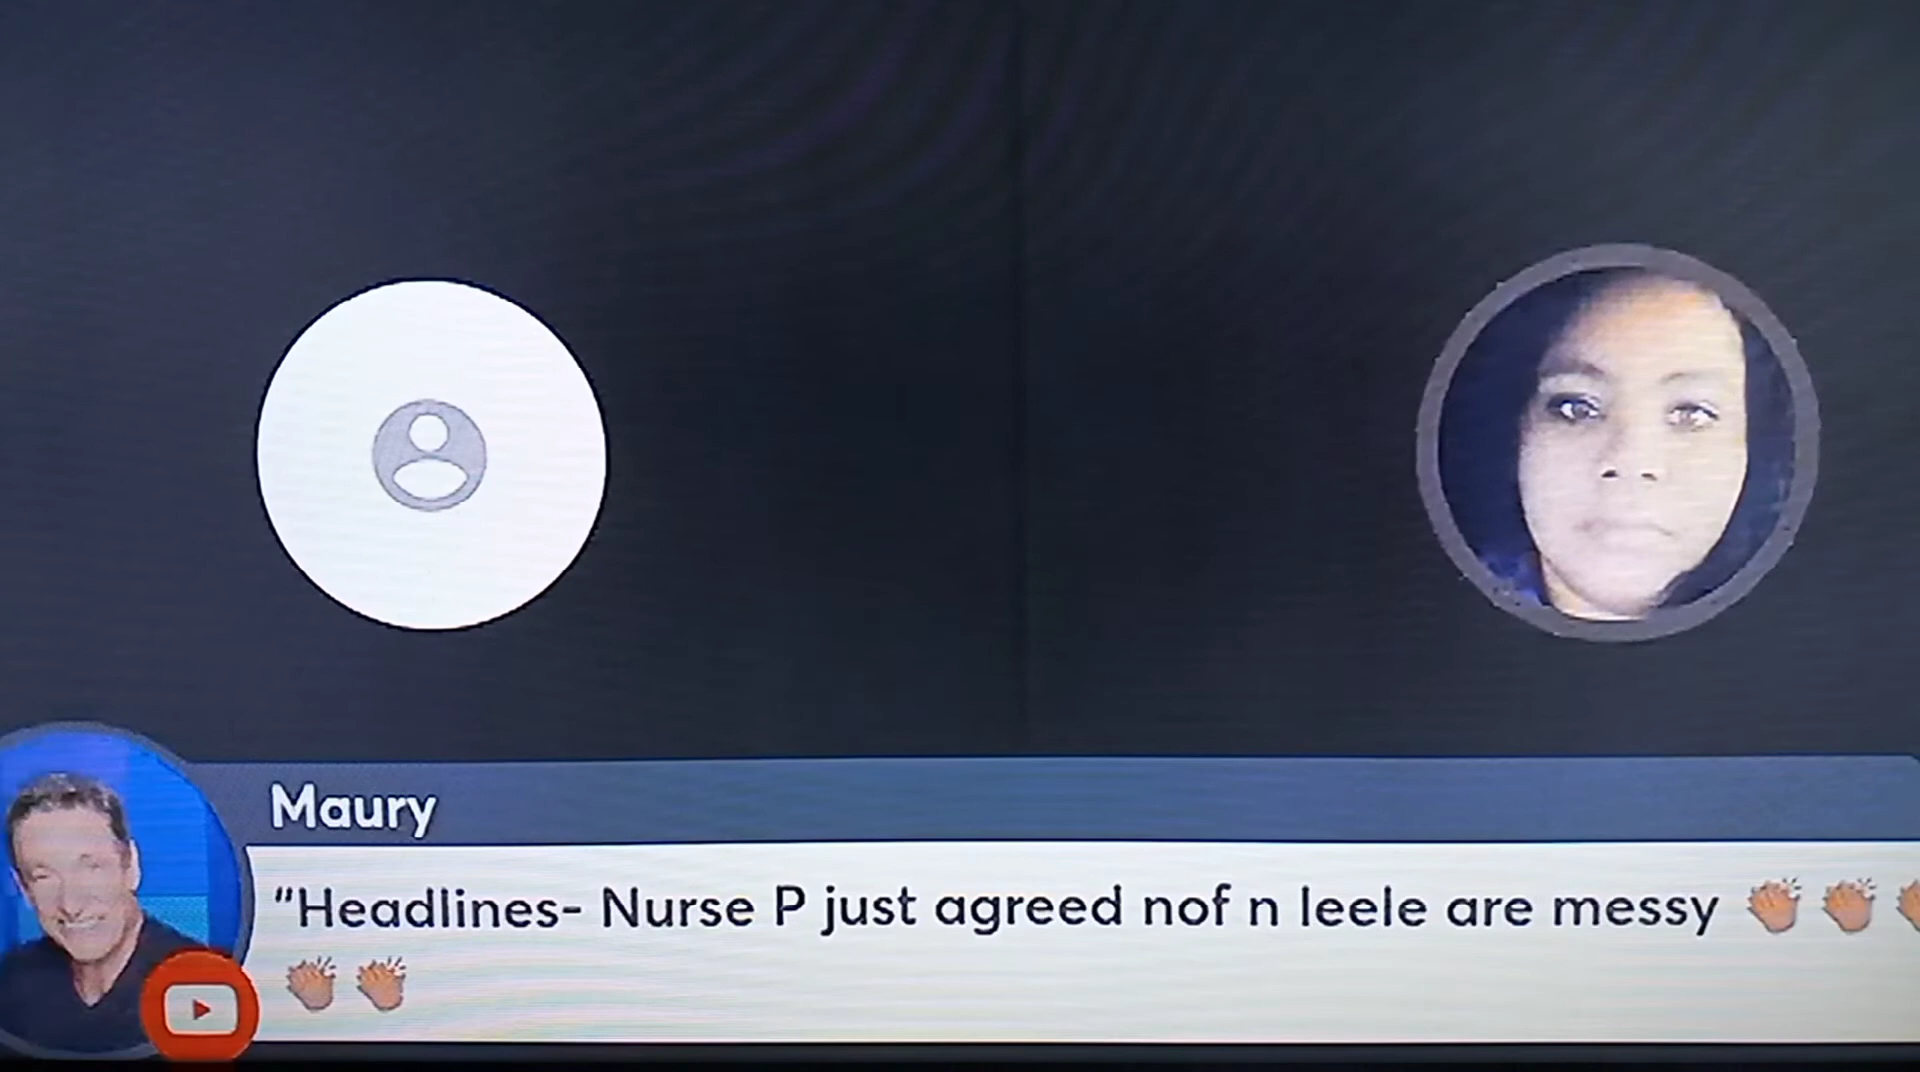 Maury
"Headlines- Nurse P just agreed nof n leele are messy 👏🏽👏🏽👏🏽
👏🏽👏🏽